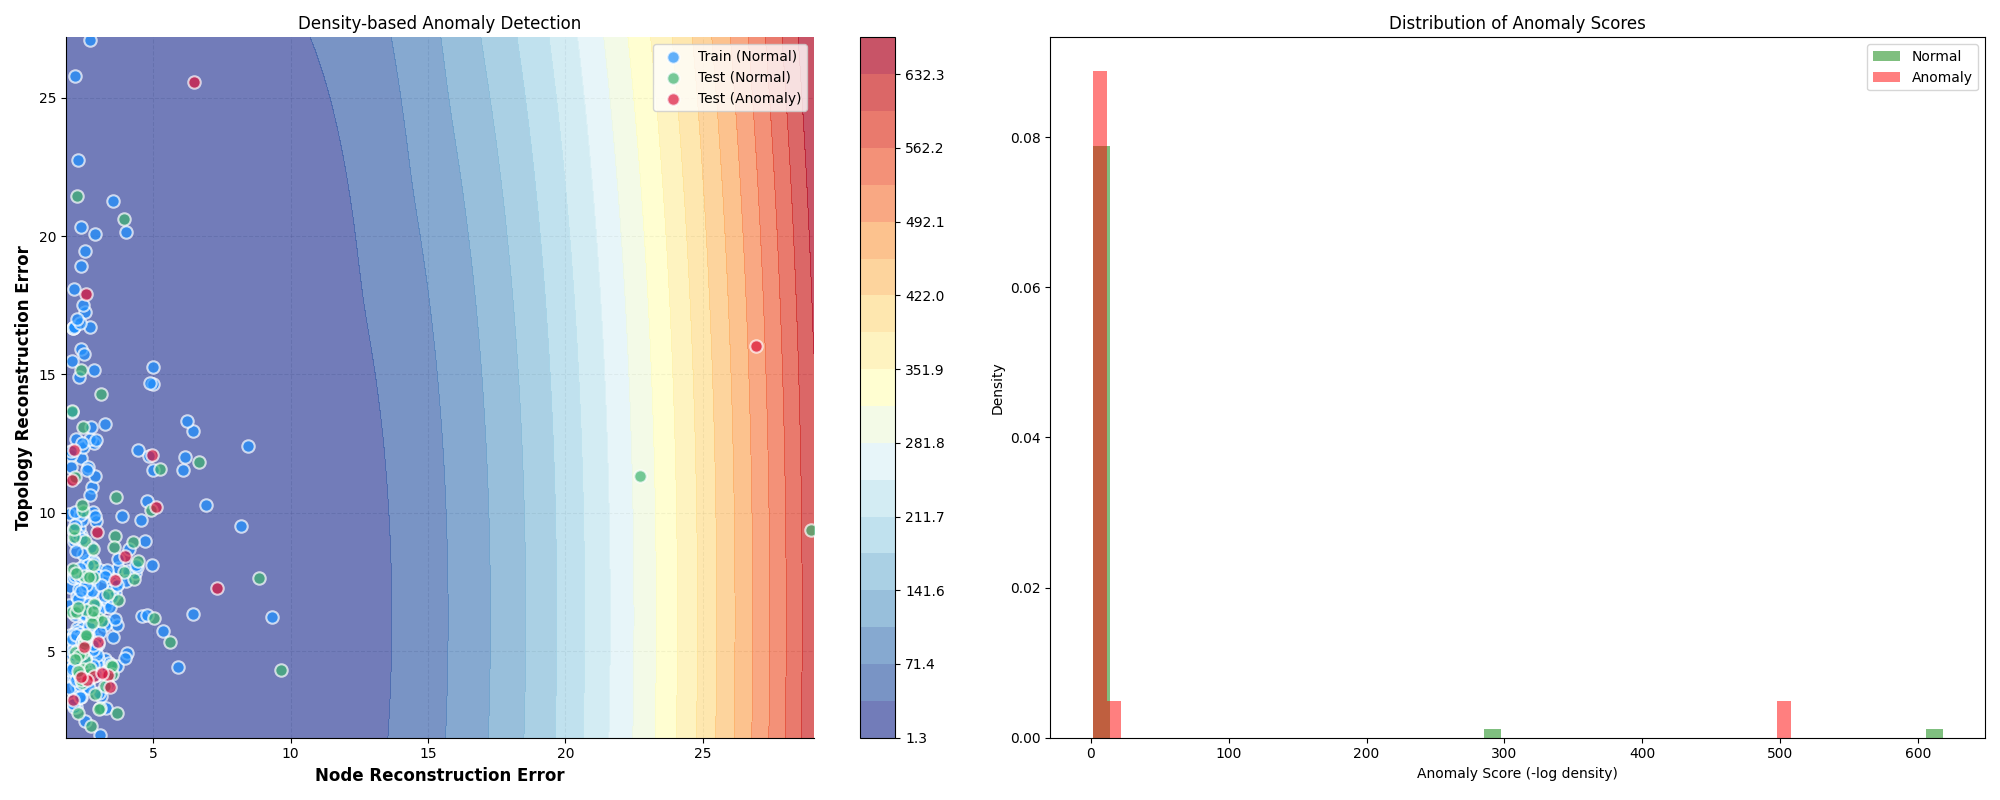 Density-based Anomaly Detection
Train (Normal)
Test (Normal)
Test (Anomaly)
25
20
15
10
5
5
10
15
20
25
Topology Reconstruction Error
Node Reconstruction Error
632.3
562.2
492.1
422.0
351.9
281.8
211.7
141.6
71.4
1.3
Distribution of Anomaly Scores
Normal
Anomaly
0.08
0.06
0.04
0.02
0.00
0
100
200
300
400
500
600
Density
Anomaly Score (-log density)